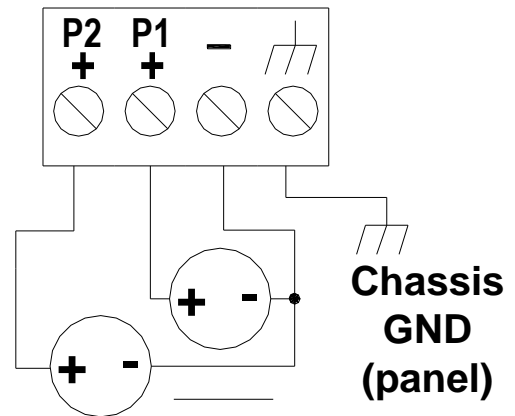 P2 P1 –
+ +
+ -
+ -
Chassis
GND
(panel)